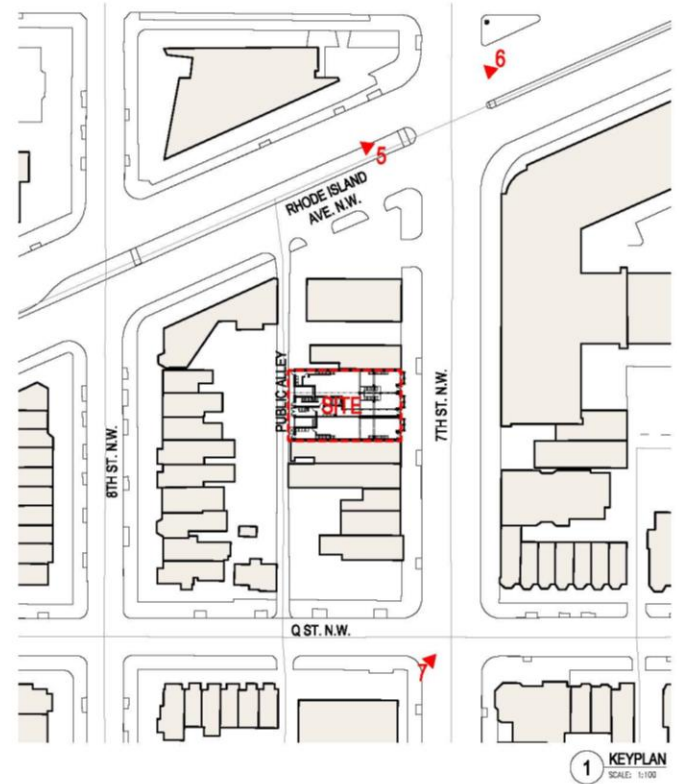 6
5
RHODE ISLAND
AVE. N.W.
PUBLIC ALLEY
SITE
7TH ST. N.W.
8TH ST. N.W.
Q ST. N.W.
7
1
KEYPLAN
SCALE: 1:100